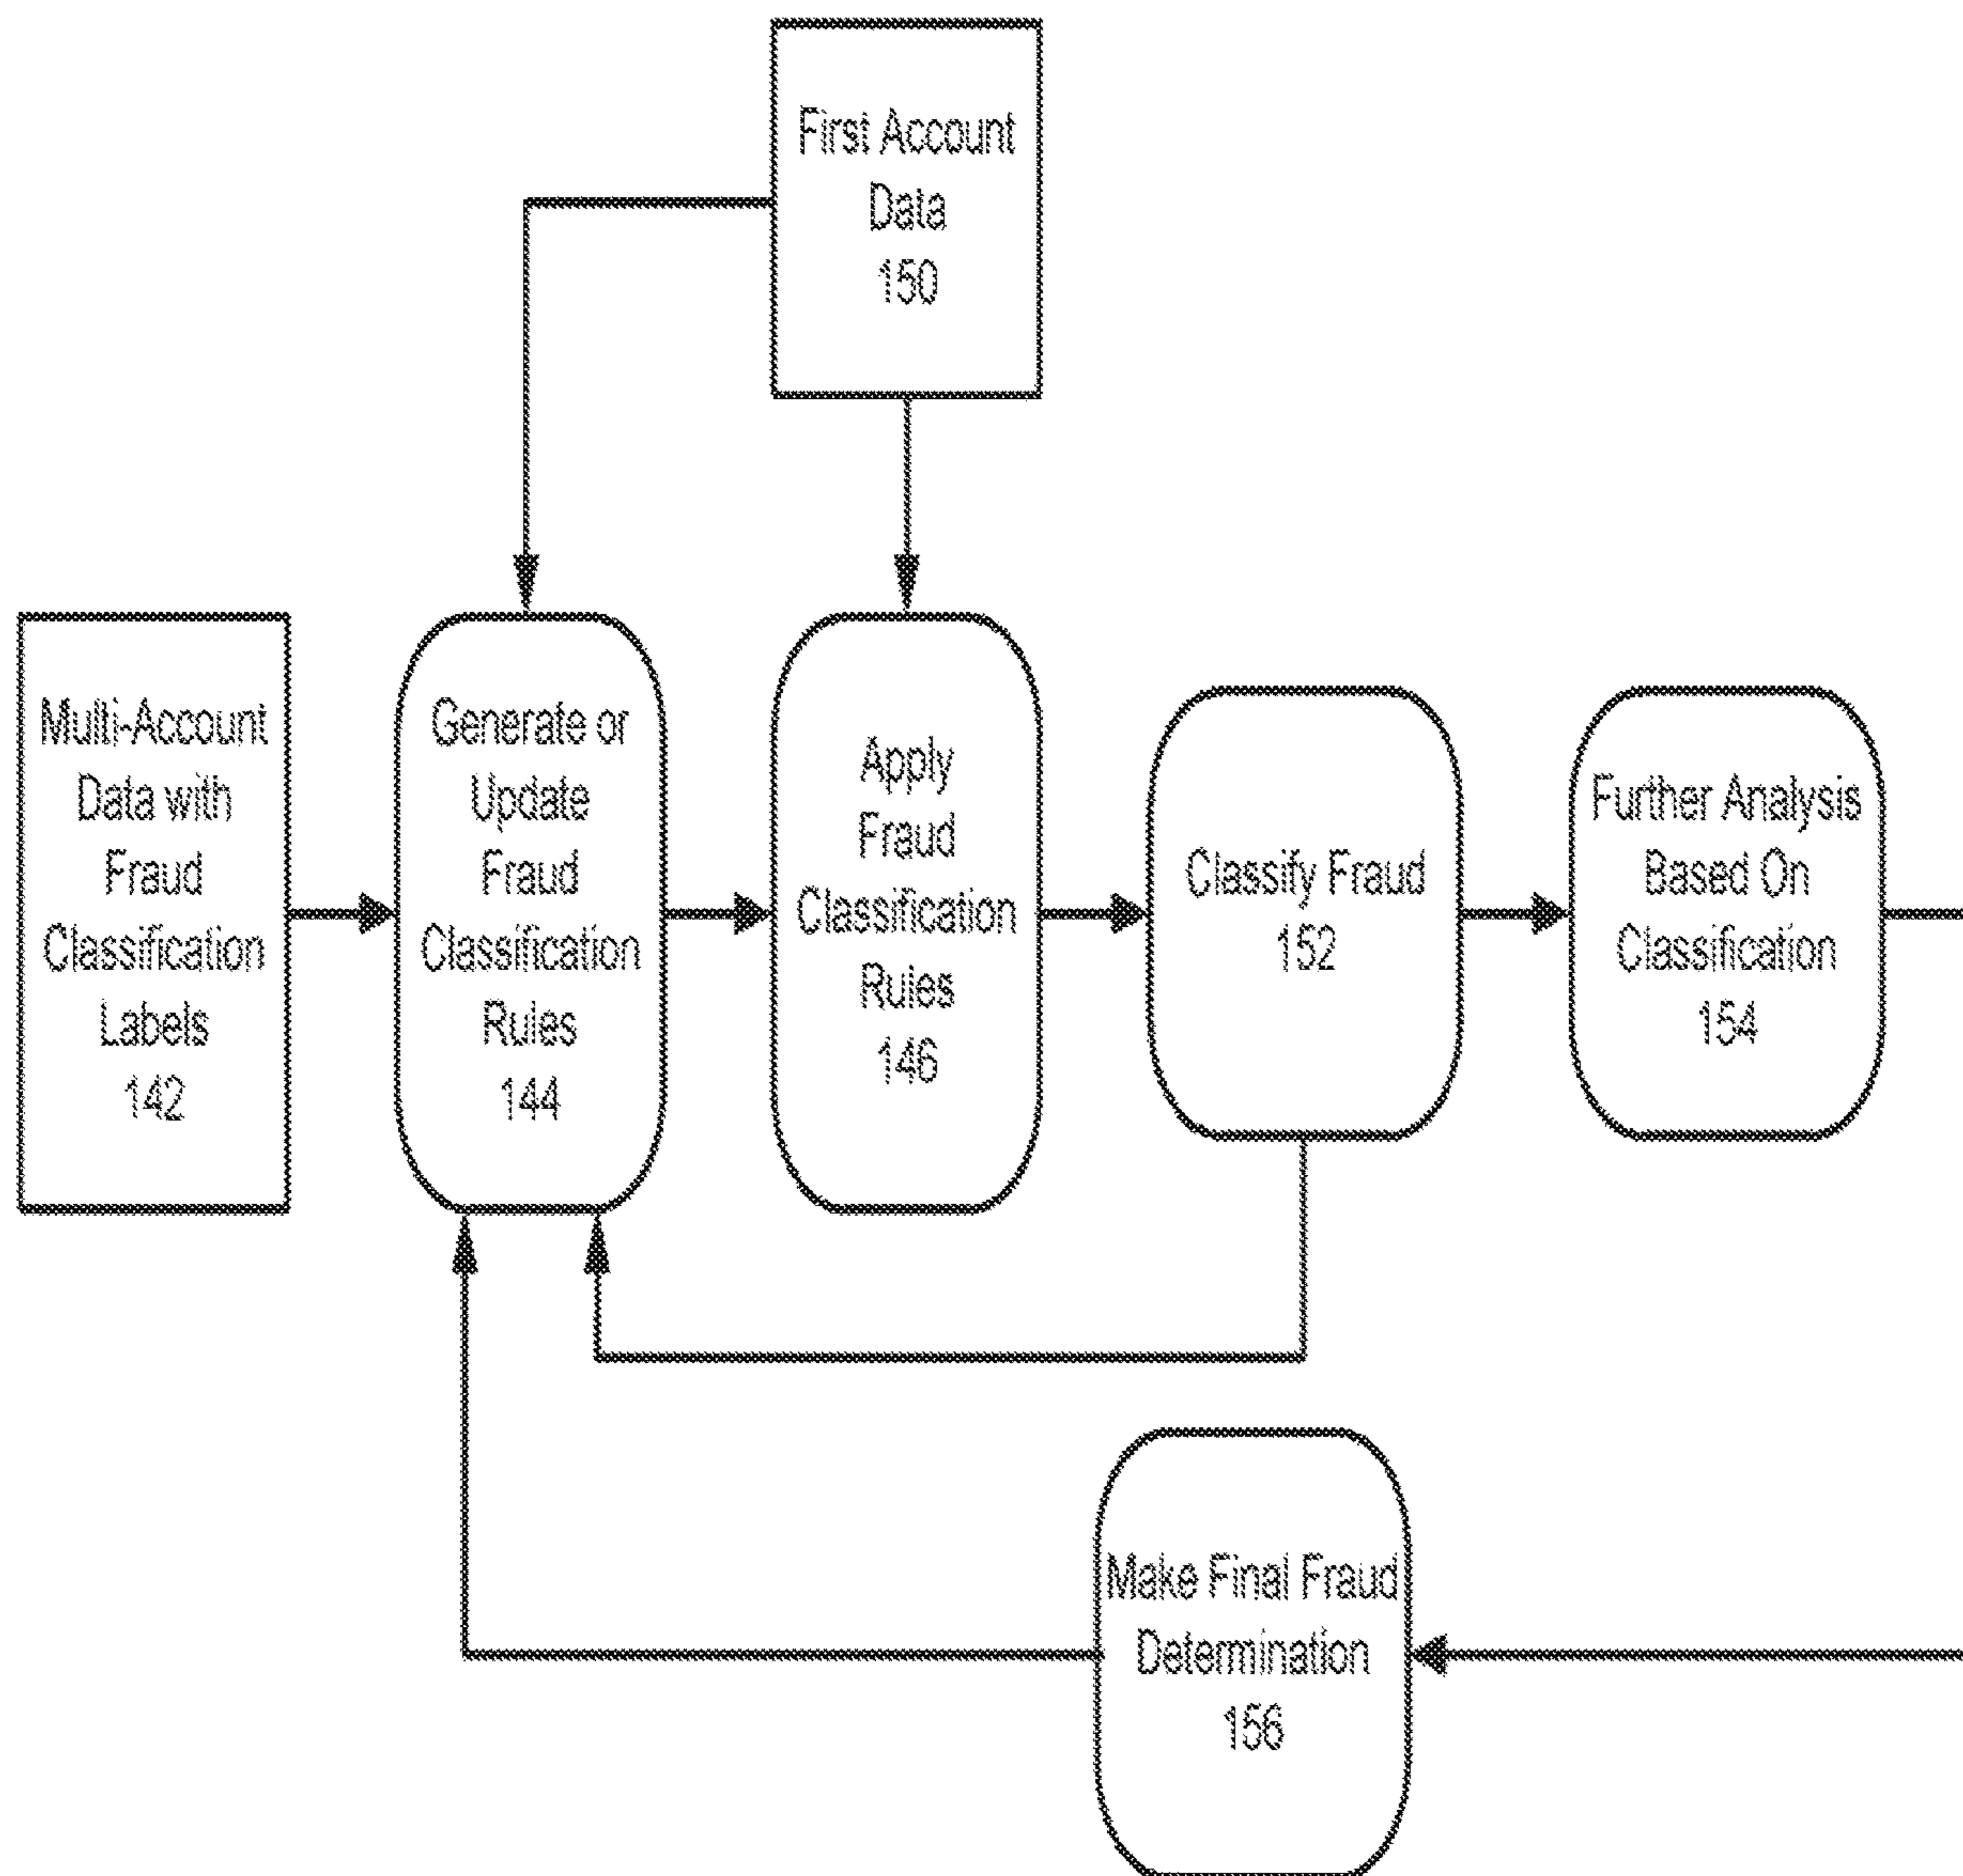 First Account
Data
150
Multi-Account
Data with
Fraud
Classification
Labels
142
Generate or
Update
Fraud
Classification
Rules
144
Apply
Fraud
Classification
Rules
146
Classify Fraud
152
Further Analysis
Based On
Classification
154
Make Final Fraud
Determination
156